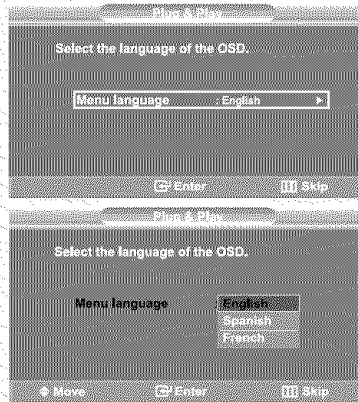 Plug & Play
Select the language of the OSD.
Menu language : English
Enter Skip
Plug & Play
Select the language of the OSD.
Menu language : English
Spanish
French
Move Enter Skip